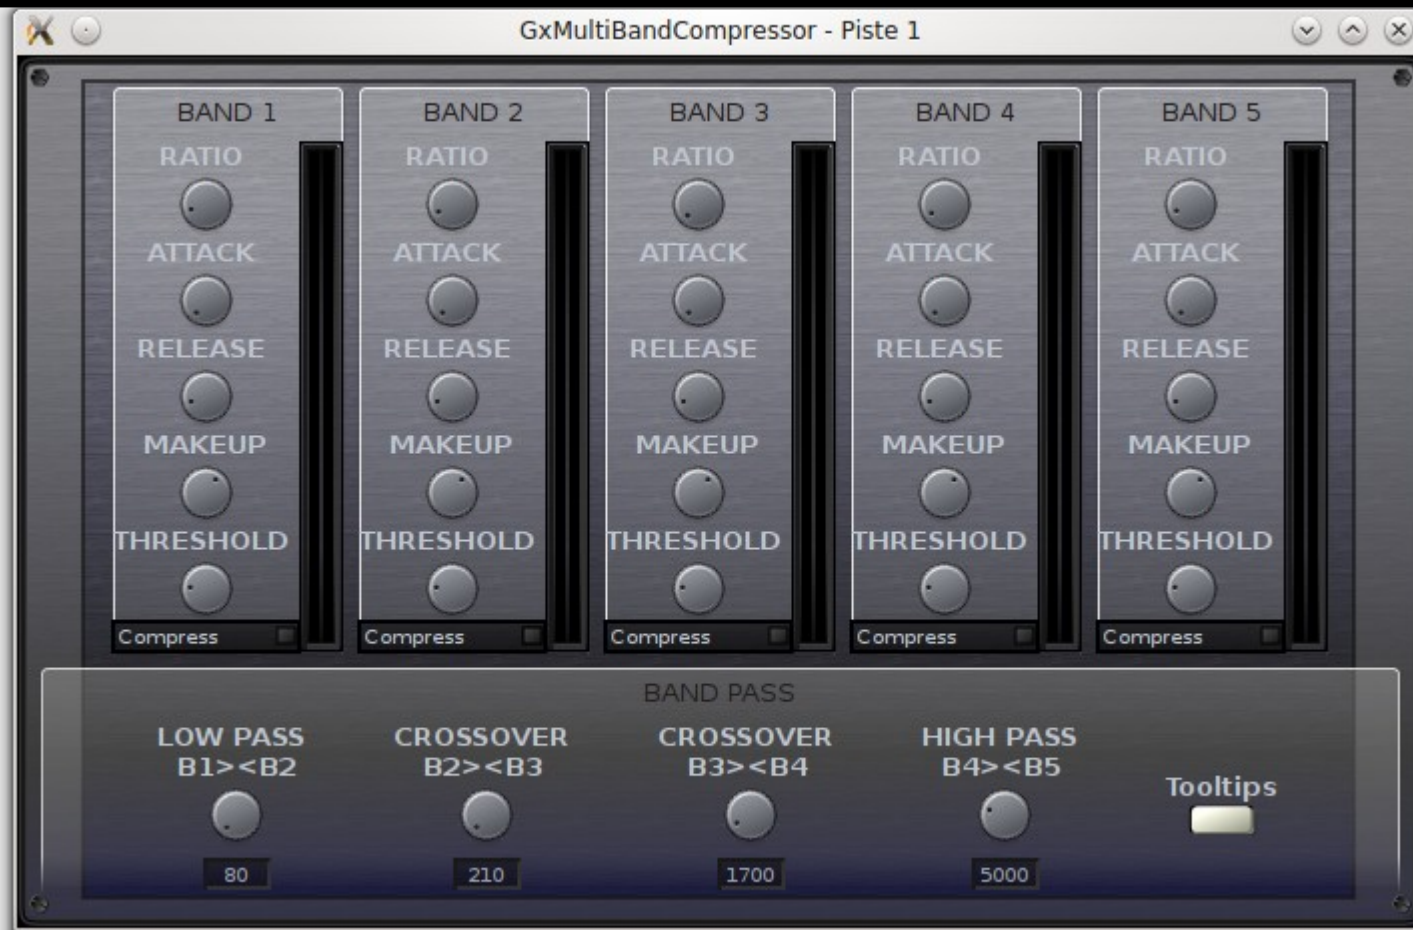 GxMultiBandCompressor - Piste 1
BAND 1
RATIO
ATTACK
RELEASE
MAKEUP
THRESHOLD
Compress
BAND 2
RATIO
ATTACK
RELEASE
MAKEUP
THRESHOLD
Compress
BAND 3
RATIO
ATTACK
RELEASE
MAKEUP
THRESHOLD
Compress
BAND 4
RATIO
ATTACK
RELEASE
MAKEUP
THRESHOLD
Compress
BAND 5
RATIO
ATTACK
RELEASE
MAKEUP
THRESHOLD
Compress
BAND PASS
LOW PASS
B1><B2
80
CROSSOVER
B2><B3
210
CROSSOVER
B3><B4
1700
HIGH PASS
B4><B5
5000
Tooltips